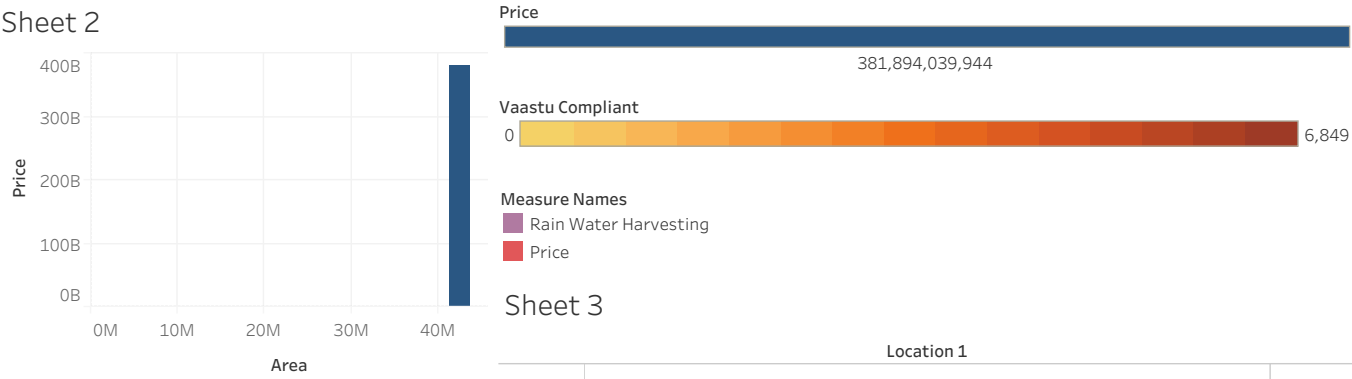 Sheet 2
400B
300B
200B
100B
0B
Price
0M 10M 20M 30M 40M
Area
Price
381,894,039,944
Vaastu Compliant
0 6,849
Measure Names
Rain Water Harvesting
Price
Sheet 3
Location 1